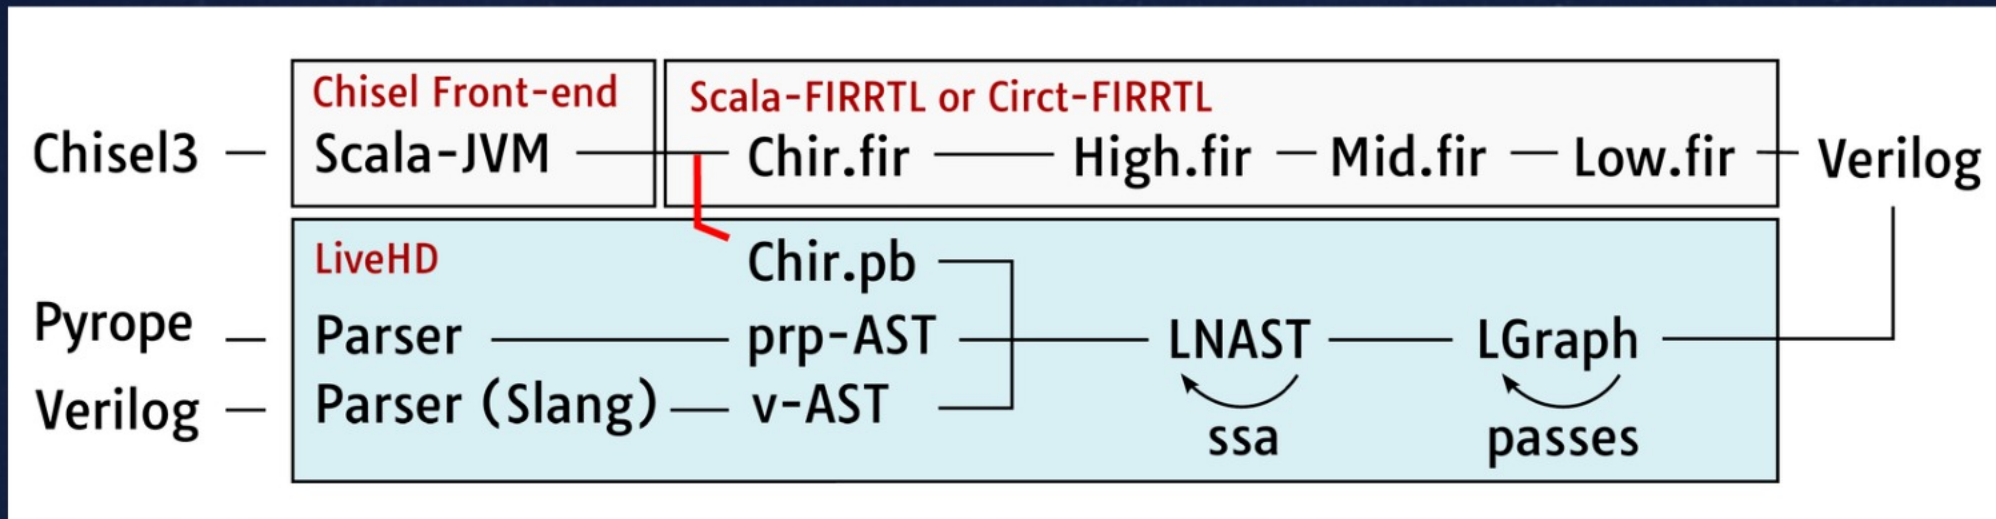 Chisel Front-end
Scala-FIRRTL or Circt-FIRRTL
Chisel3 Scala-JVM Chir.fir High.fir Mid.fir Low.fir Verilog
LiveHD
Chir.pb
Pyrope Parser prp-AST LNAST LGraph
Verilog Parser (Slang) v-AST
ssa passes